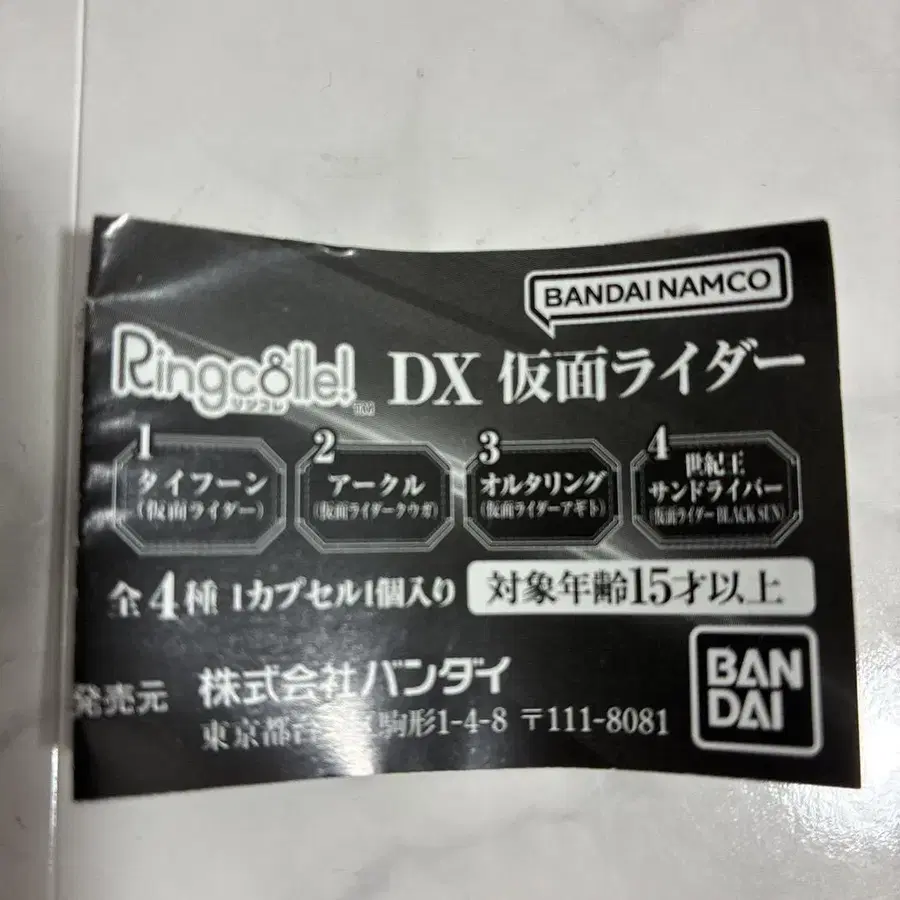 BANDAI NAMCO
Ringcolle! DX 仮面ライダー
リンコレ TM
1 2 3 4
タイフーン
(仮面ライダー)
アークル
(仮面ライダークウガ)
オルタリング
(仮面ライダーアギト)
世紀王
サンドライバー
(仮面ライダーBLACK SUN)
全4種 1カプセル1個入り 対象年齢15才以上
発売元 株式会社バンダイ
東京都台 区駒形1-4-8 〒111-8081
BAN
DAI